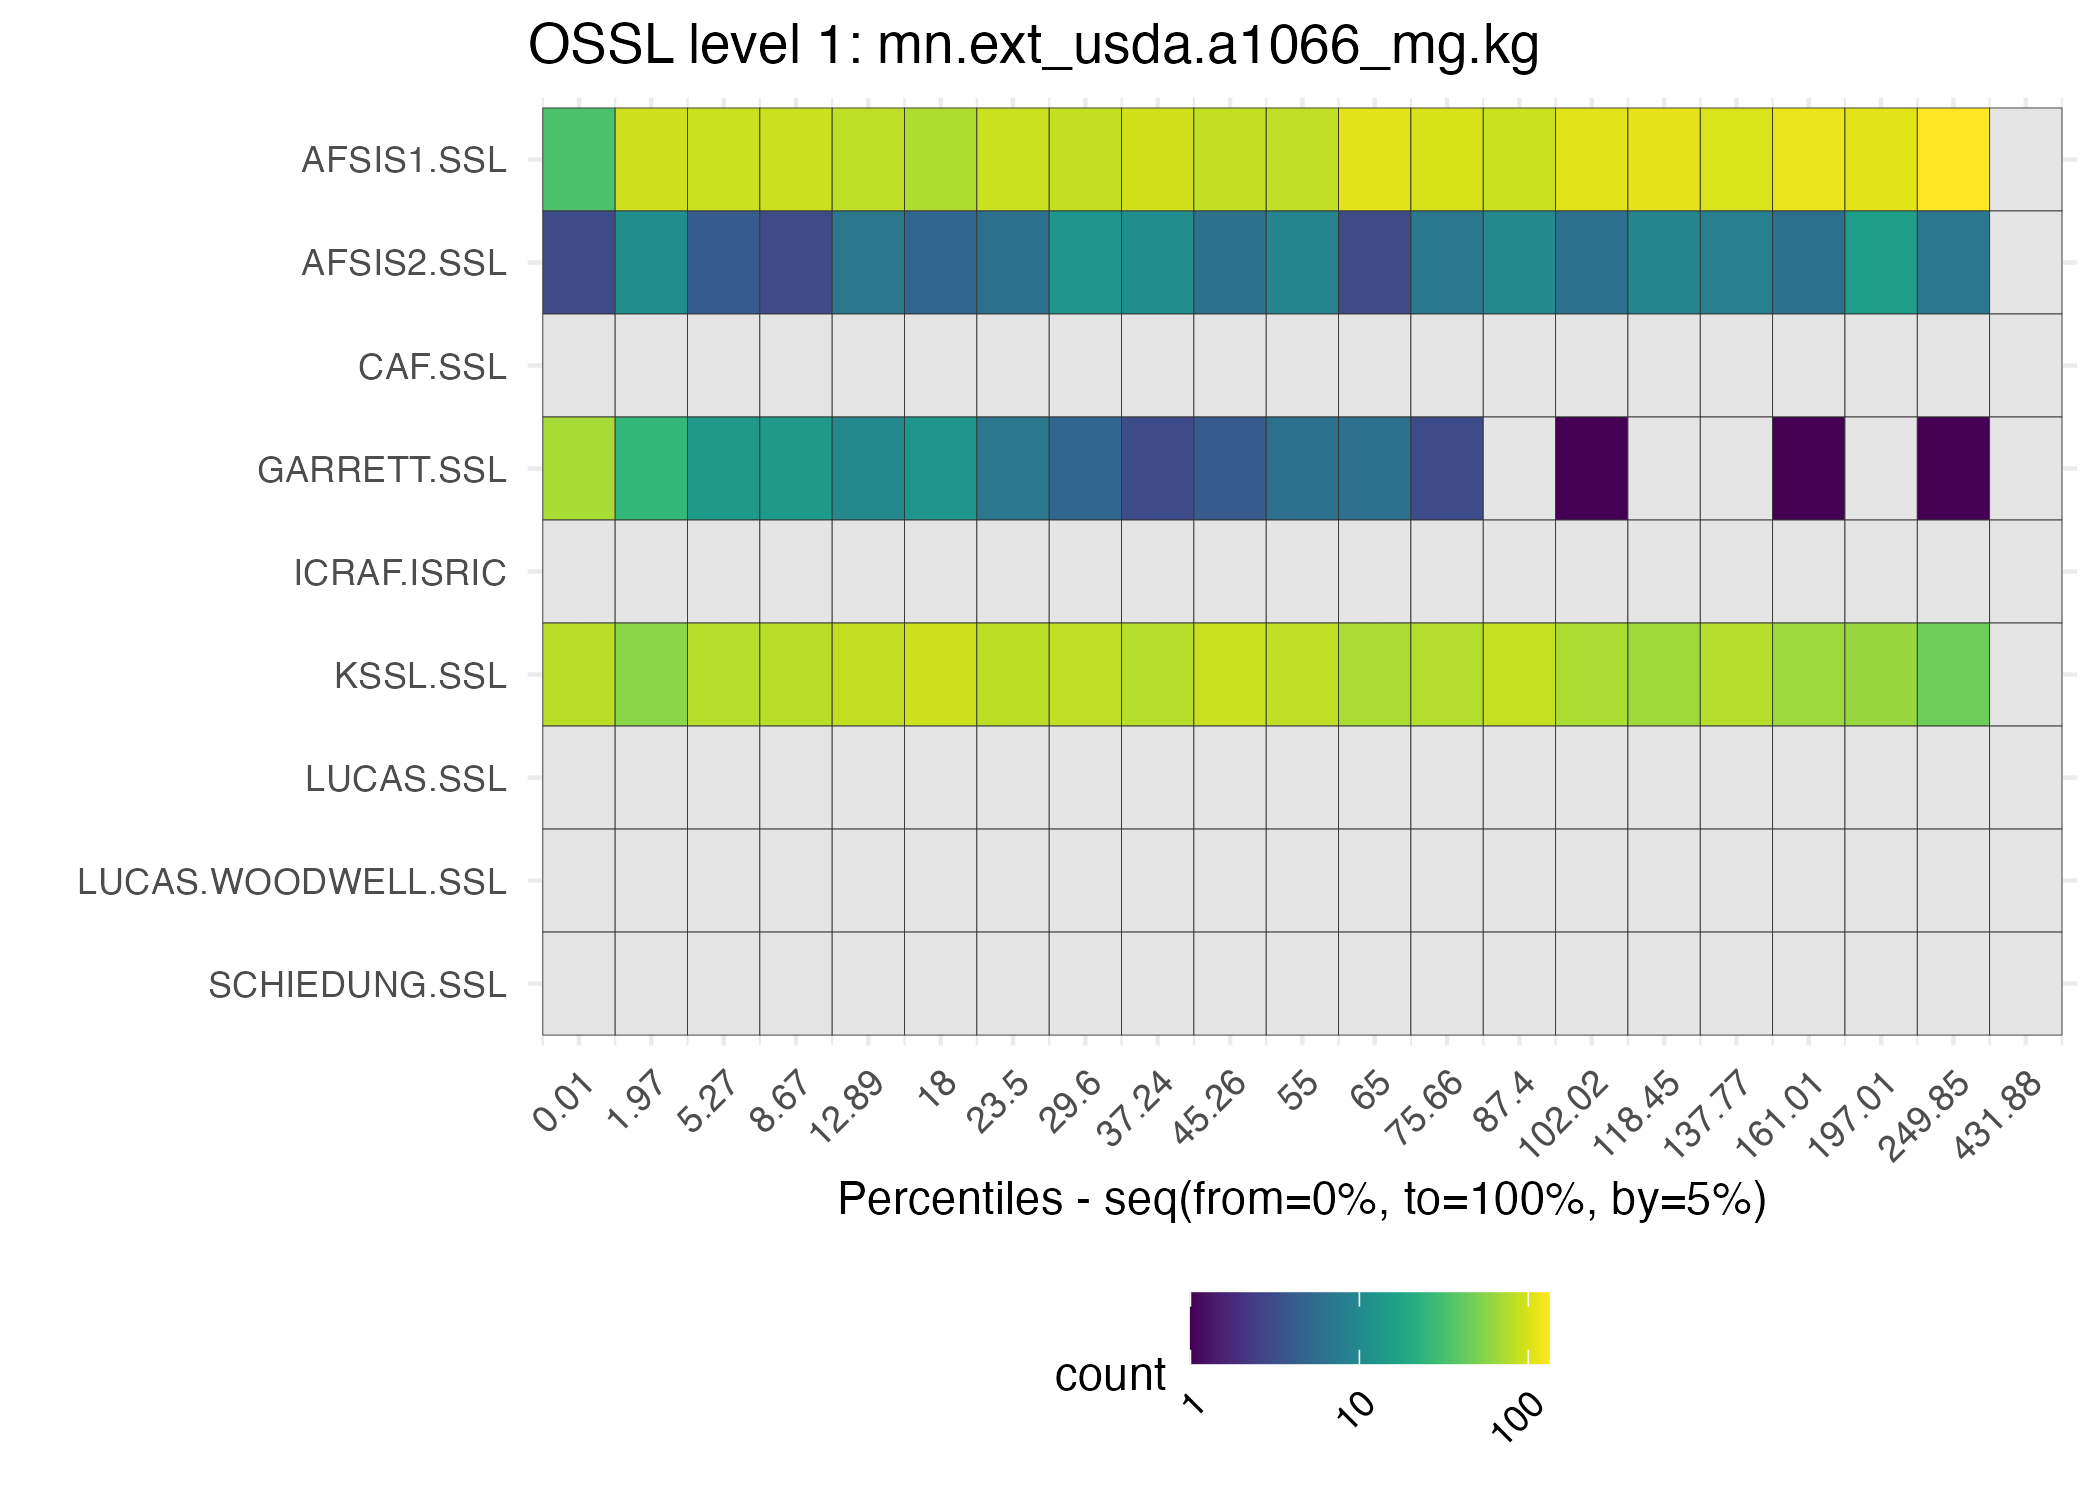 OSSL level 1: mn.ext_usda.a1066_mg.kg
AFSIS1.SSL
AFSIS2.SSL
CAF.SSL
GARRETT.SSL
ICRAF.ISRIC
KSSL.SSL
LUCAS.SSL
LUCAS.WOODWELL.SSL
SCHIEDUNG.SSL
0.01 1.97 5.27 8.67 12.89 18 23.5 29.6 37.24 45.26 55 65 75.66 87.4 102.02 118.45 137.77 161.01 197.01 249.85 431.88
Percentiles - seq(from=0%, to=100%, by=5%)
count
1 10 100